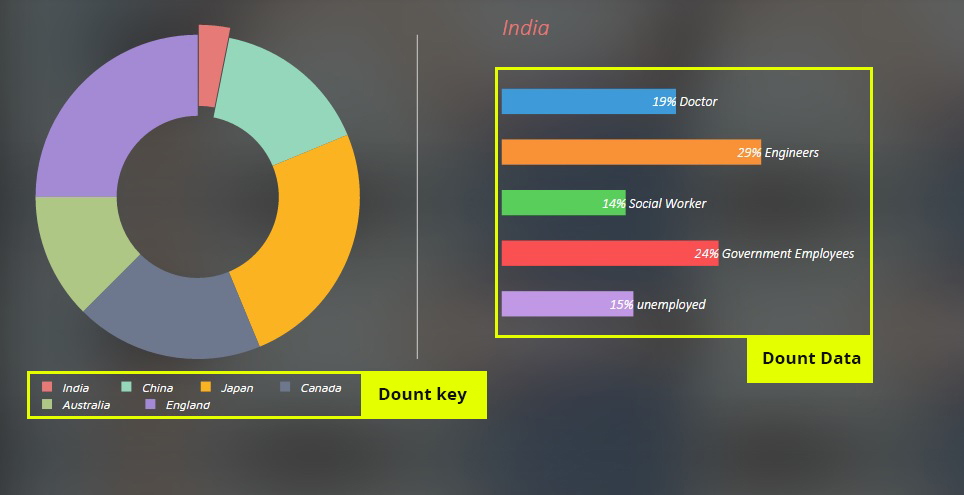 India
19% Doctor
29% Engineers
14% Social Worker
24% Government Employees
15% unemployed
Dount Data
India China Japan Canada
Australia England
Dount key